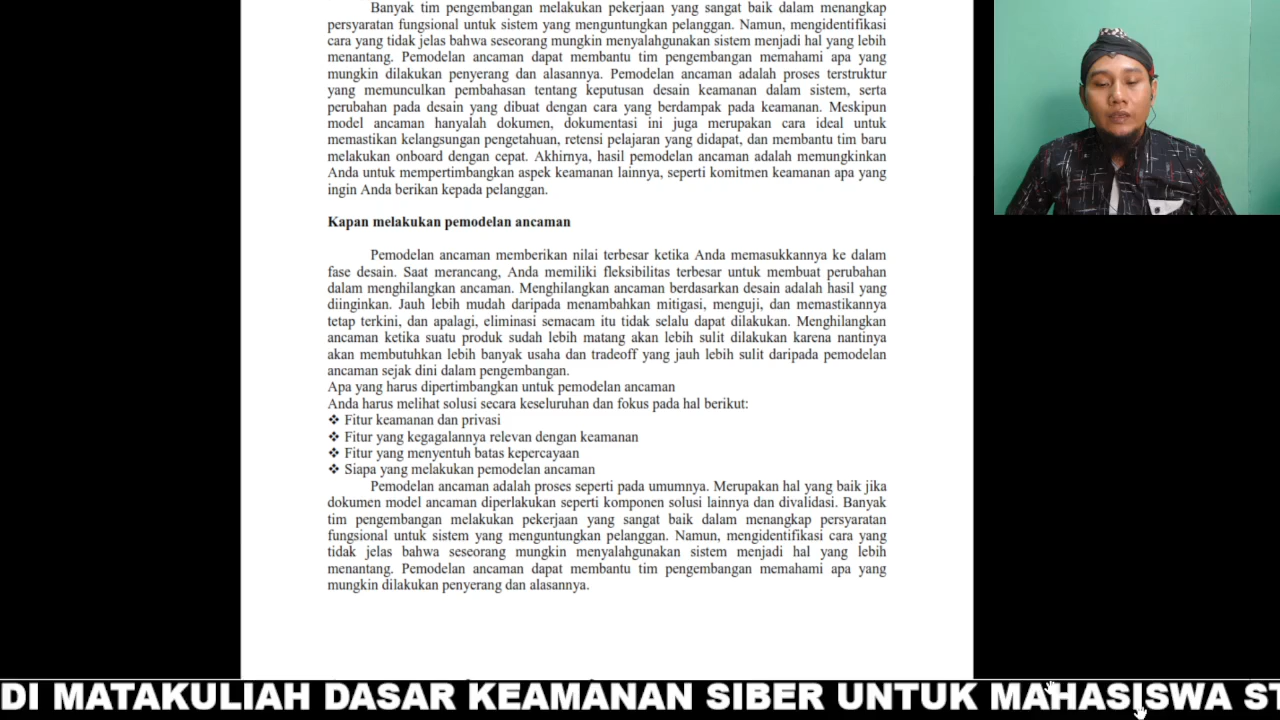 Banyak tim pengembangan melakukan pekerjaan yang sangat baik dalam menangkap
persyaratan fungsional untuk sistem yang menguntungkan pelanggan. Namun, mengidentifikasi
cara yang tidak jelas bahwa seseorang mungkin menyalahgunakan sistem menjadi hal yang lebih
menantang. Pemodelan ancaman dapat membantu tim pengembangan memahami apa yang
mungkin dilakukan penyerang dan alasannya. Pemodelan ancaman adalah proses terstruktur
yang memunculkan pembahasan tentang keputusan desain keamanan dalam sistem, serta
perubahan pada desain yang dibuat dengan cara yang berdampak pada keamanan. Meskipun
model ancaman hanyalah dokumen, dokumentasi ini juga merupakan cara ideal untuk
memastikan kelangsungan pengetahuan, retensi pelajaran yang didapat, dan membantu tim baru
melakukan onboard dengan cepat. Akhirnya, hasil pemodelan ancaman adalah memungkinkan
Anda untuk mempertimbangkan aspek keamanan lainnya, seperti komitmen keamanan apa yang
ingin Anda berikan kepada pelanggan.
Kapan melakukan pemodelan ancaman
Pemodelan ancaman memberikan nilai terbesar ketika Anda memasukkannya ke dalam
fase desain. Saat merancang, Anda memiliki fleksibilitas terbesar untuk membuat perubahan
dalam menghilangkan ancaman. Menghilangkan ancaman berdasarkan desain adalah hasil yang
diinginkan. Jauh lebih mudah daripada menambahkan mitigasi, menguji, dan memastikannya
tetap terkini, dan apalagi, eliminasi semacam itu tidak selalu dapat dilakukan. Menghilangkan
ancaman ketika suatu produk sudah lebih matang akan lebih sulit dilakukan karena nantinya
akan membutuhkan lebih banyak usaha dan tradeoff yang jauh lebih sulit daripada pemodelan
ancaman sejak dini dalam pengembangan.
Apa yang harus dipertimbangkan untuk pemodelan ancaman
Anda harus melihat solusi secara keseluruhan dan fokus pada hal berikut:
❖ Fitur keamanan dan privasi
❖ Fitur yang kegagalannya relevan dengan keamanan
❖ Fitur yang menyentuh batas kepercayaan
❖ Siapa yang melakukan pemodelan ancaman
Pemodelan ancaman adalah proses seperti pada umumnya. Merupakan hal yang baik jika
dokumen model ancaman diperlakukan seperti komponen solusi lainnya dan divalidasi. Banyak
tim pengembangan melakukan pekerjaan yang sangat baik dalam menangkap persyaratan
fungsional untuk sistem yang menguntungkan pelanggan. Namun, mengidentifikasi cara yang
tidak jelas bahwa seseorang mungkin menyalahgunakan sistem menjadi hal yang lebih
menantang. Pemodelan ancaman dapat membantu tim pengembangan memahami apa yang
mungkin dilakukan penyerang dan alasannya.
DI MATAKULIAH DASAR KEAMANAN SIBER UNTUK MAHASISWA ST